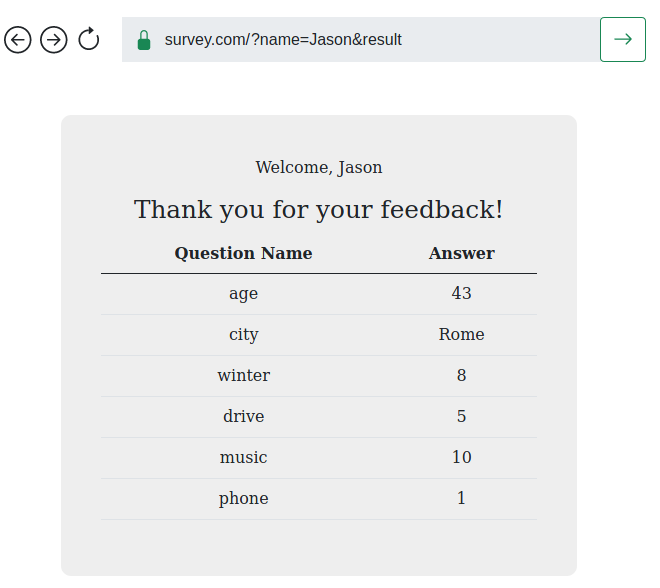 survey.com/?name=Jason&result
Welcome, Jason
Thank you for your feedback!
Question Name Answer
age 43
city Rome
winter 8
drive 5
music 10
phone 1